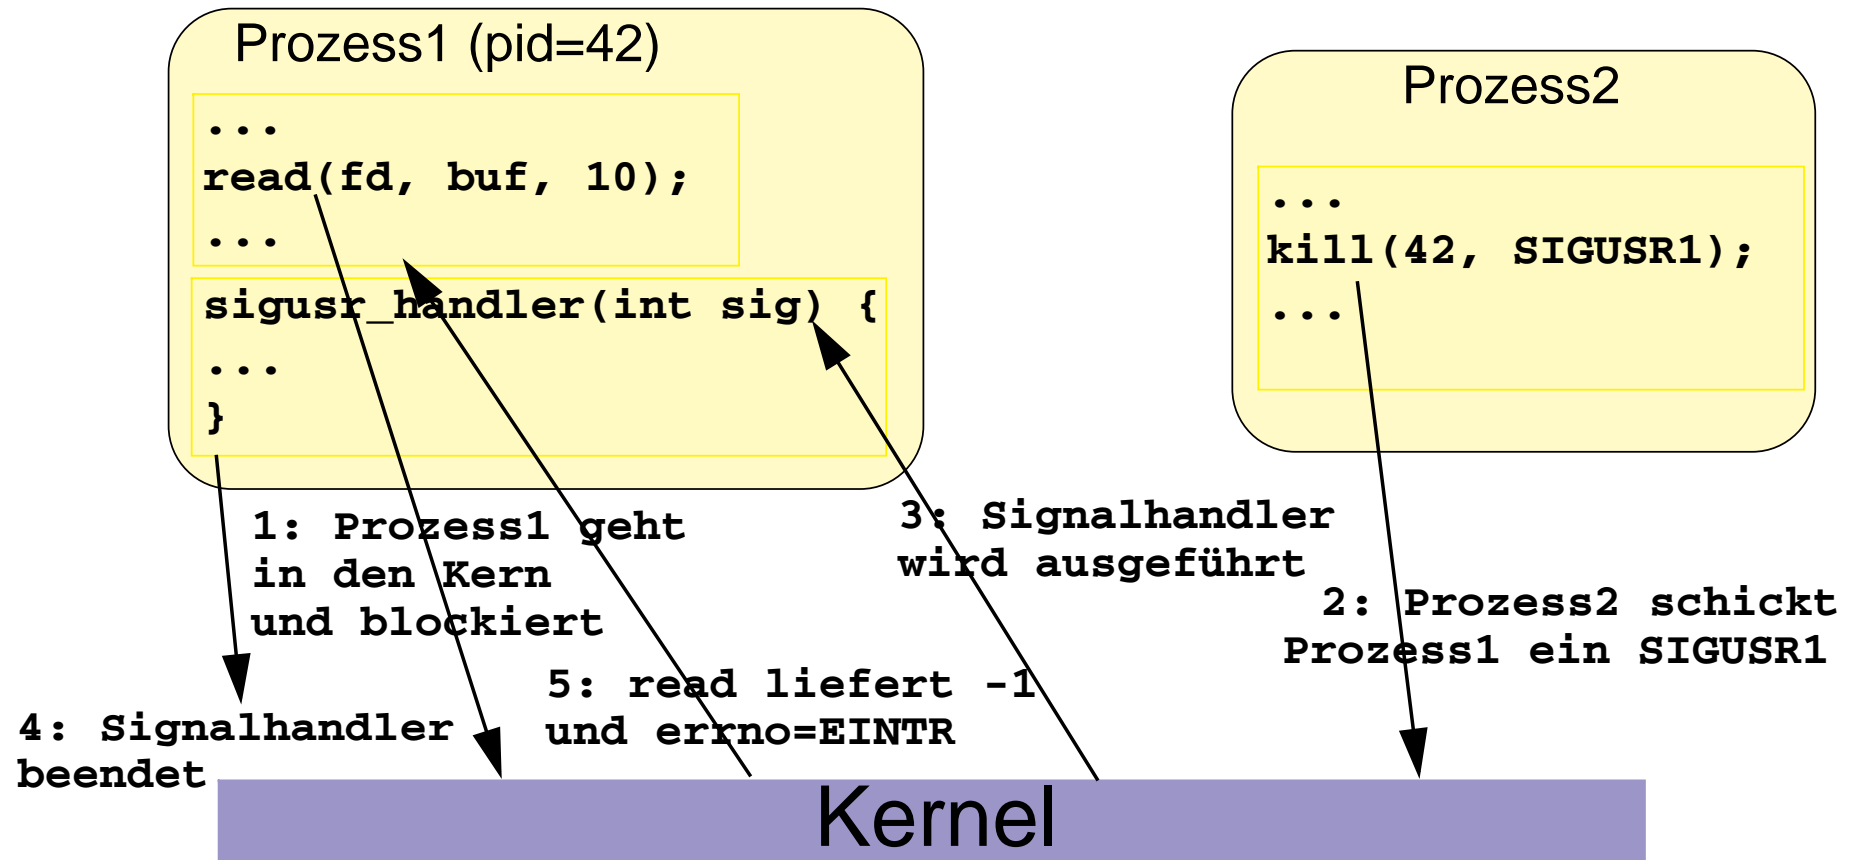 Prozess1 (pid=42)
...
read(fd, buf, 10);
...
sigusr_handler(int sig) {
...
}
Prozess2
...
kill(42, SIGUSR1);
...
1: Prozess1 geht
in den Kern
und blockiert
3: Signalhandler
wird ausgeführt
2: Prozess2 schickt
Prozess1 ein SIGUSR1
5: read liefert -1
und errno=EINTR
4: Signalhandler
beendet
Kernel